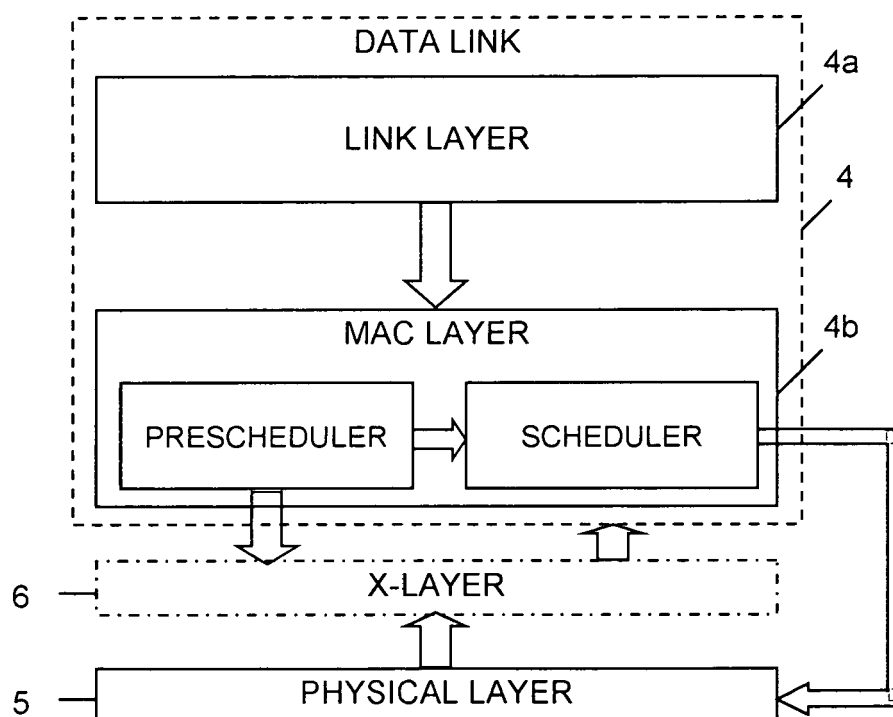 DATA LINK
4a
LINK LAYER
4
MAC LAYER
4b
PRESCHEDULER
SCHEDULER
6
X-LAYER
5
PHYSICAL LAYER